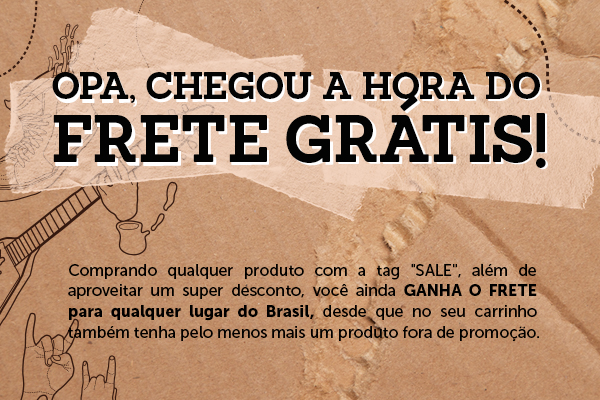 OPA, CHEGOU A HORA DO
FRETE GRÁTIS!
Comprando qualquer produto com a tag "SALE", além de
aproveitar um super desconto, você ainda GANHA O FRETE
para qualquer lugar do Brasil, desde que no seu carrinho
também tenha pelo menos mais um produto fora de promoção.